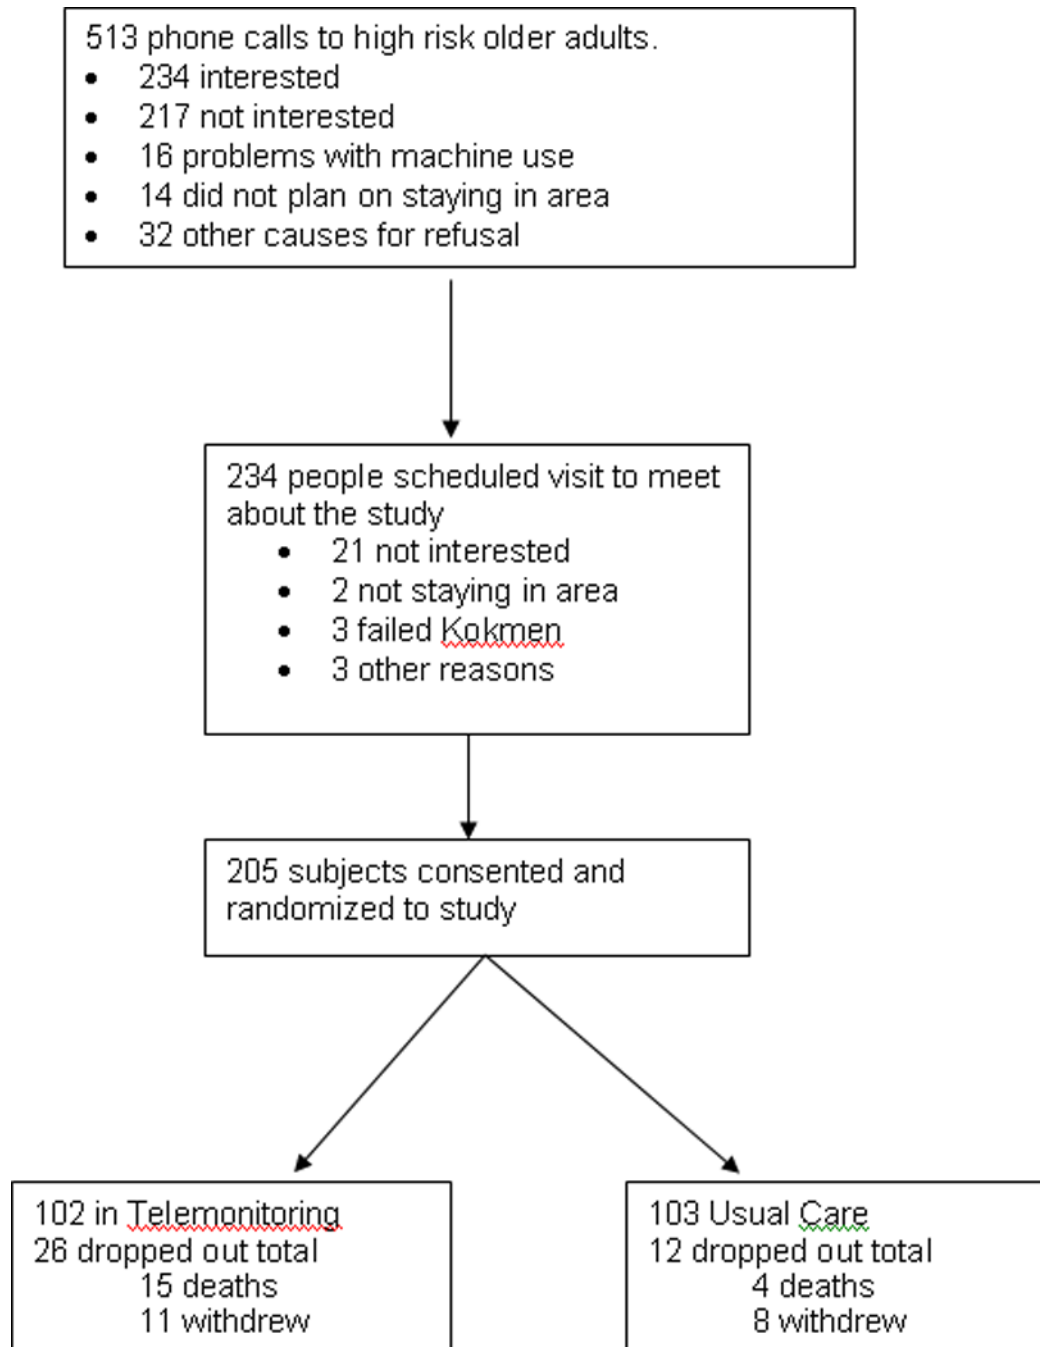 513 phone calls to high risk older adults.
• 234 interested
• 217 not interested
• 16 problems with machine use
• 14 did not plan on staying in area
• 32 other causes for refusal
234 people scheduled visit to meet
about the study
• 21 not interested
• 2 not staying in area
• 3 failed Kokmen
• 3 other reasons
205 subjects consented and
randomized to study
102 in Telemonitoring
26 dropped out total
15 deaths
11 withdrew
103 Usual Care
12 dropped out total
4 deaths
8 withdrew